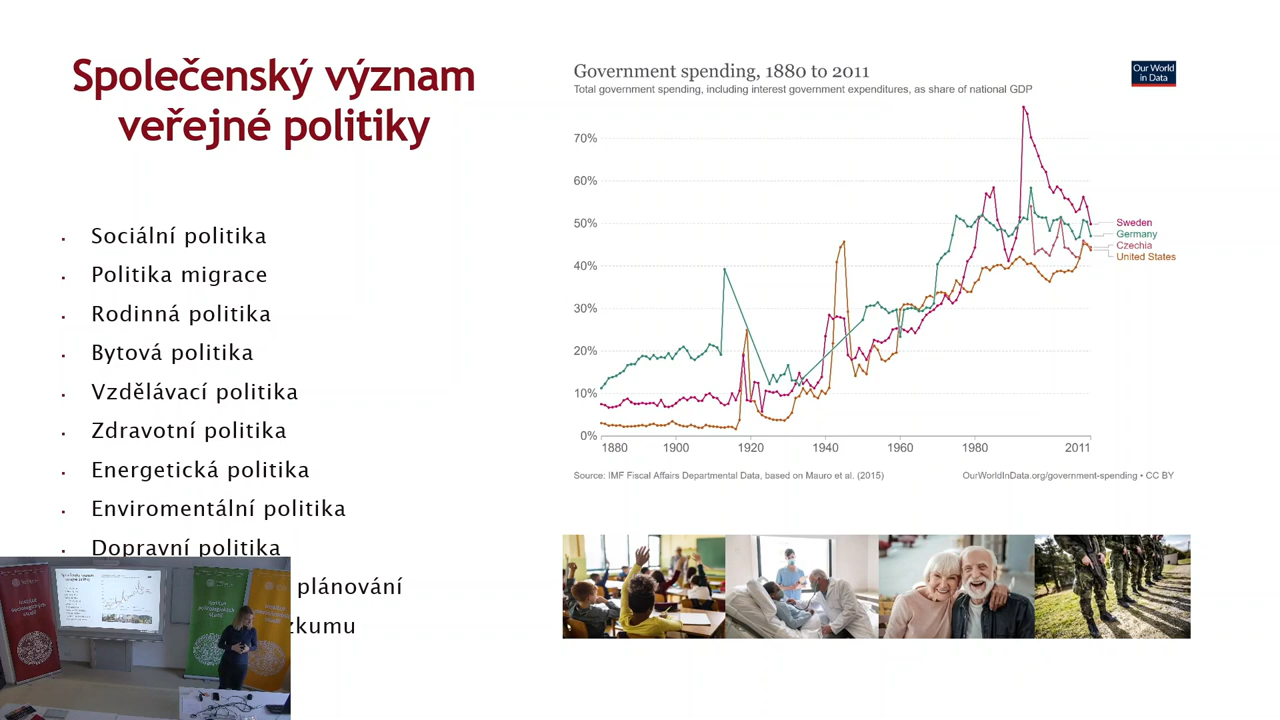 Společenský význam
veřejné politiky
Sociální politika
Politika migrace
Rodinná politika
Bytová politika
Vzdělávací politika
Zdravotní politika
Energetická politika
Enviromentální politika
Dopravní politika
plánování
zkumu
Government spending, 1880 to 2011
Total government spending, including interest government expenditures, as share of national GDP
Our World
in Data
70%
60%
50%
40%
30%
20%
10%
0%
1880 1900 1920 1940 1960 1980 2011
Sweden
Germany
Czechia
United States
Source: IMF Fiscal Affairs Departmental Data, based on Mauro et al. (2015)
OurWorldInData.org/government-spending • CC BY